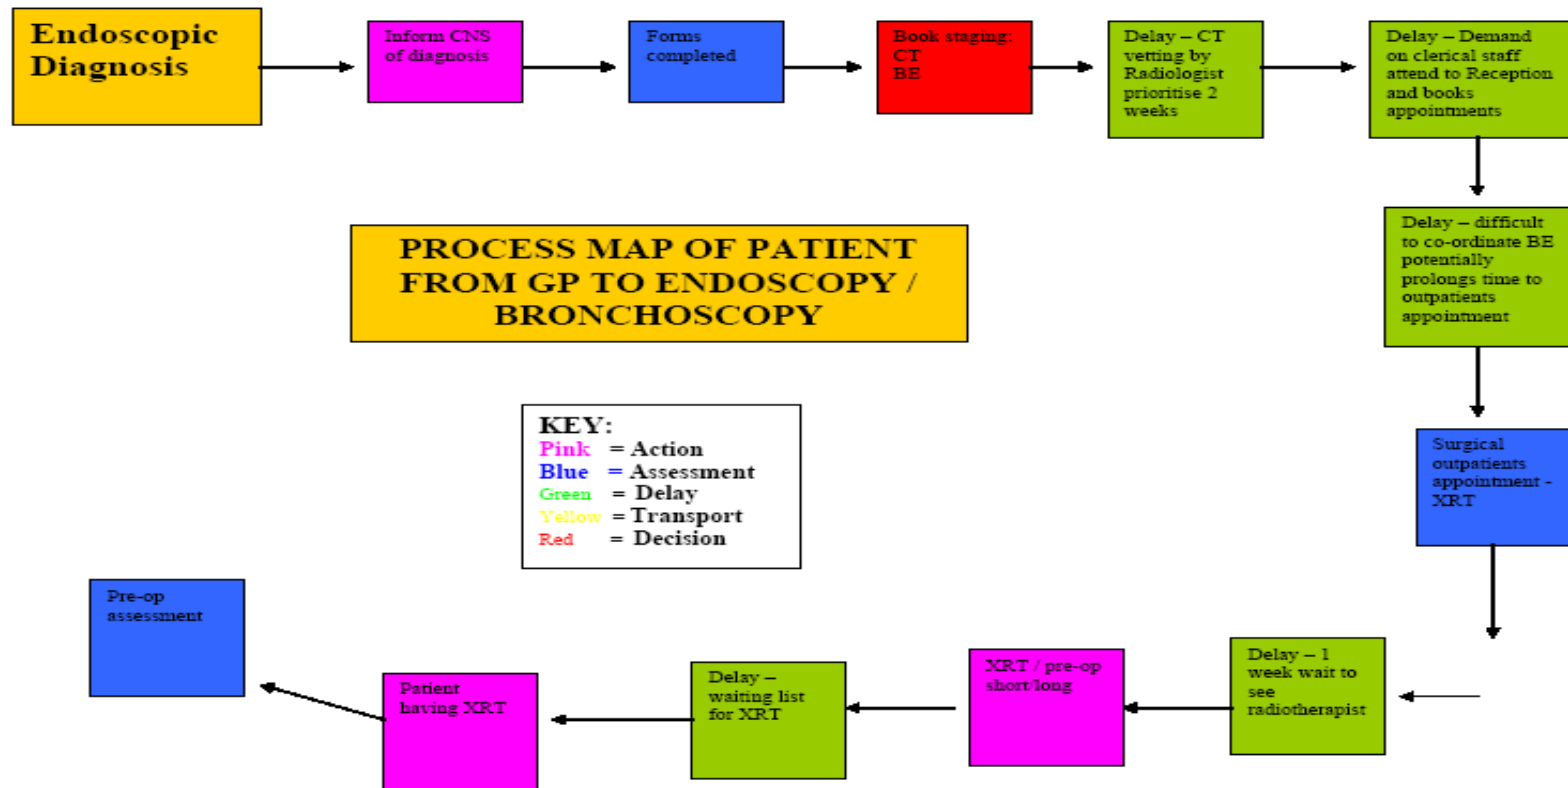 Endoscopic
Diagnosis
Inform CNS
of diagnosis
Forms
completed
Book staging:
CT
BE
Delay – CT
vetting by
Radiologist
prioritise 2
weeks
Delay – Demand
on clerical staff
attend to Reception
and books
appointments
Delay – difficult
to co-ordinate BE
potentially
prolongs time to
outpatients
appointment
PROCESS MAP OF PATIENT
FROM GP TO ENDOSCOPY /
BRONCHOSCOPY
KEY:
Pink = Action
Blue = Assessment
Green = Delay
Yellow = Transport
Red = Decision
Surgical
outpatients
appointment -
XRT
Delay – 1
week wait to
see
radiotherapist
XRT / pre-op
short/long
Delay –
waiting list
for XRT
Patient
having XRT
Pre-op
assessment